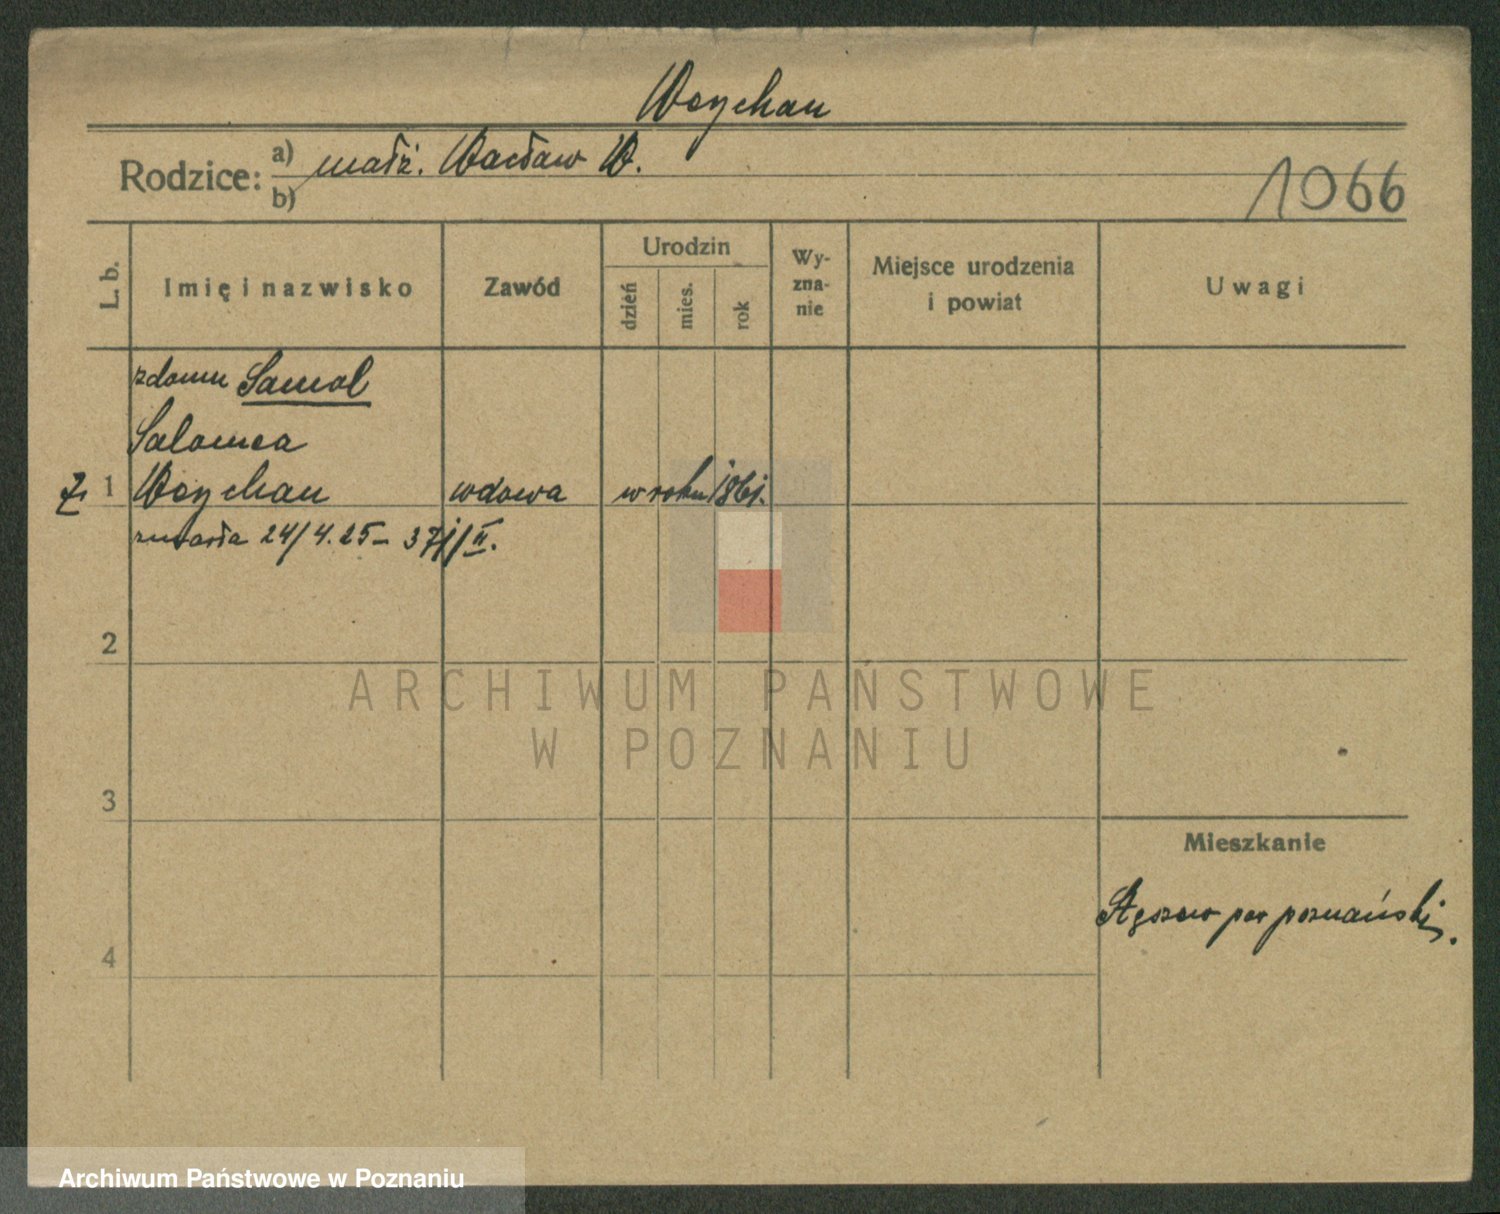 Woychan
Rodzice: a) małż. Wacław W.
b)
1066
L. b.
Imię i nazwisko
Zawód
Urodzin
dzień
mies.
rok
Wy-
zna-
nie
Miejsce urodzenia
i powiat
Uwagi
z domu Samol
Salomea
1 Woychan wdowa w roku 1861.
zmarła 24/4.25 – 37
2
3
4
Mieszkanie
pow poznański.
ARCHIWUM PAŃSTWOWE
W POZNANIU
Archiwum Państwowe w Poznaniu